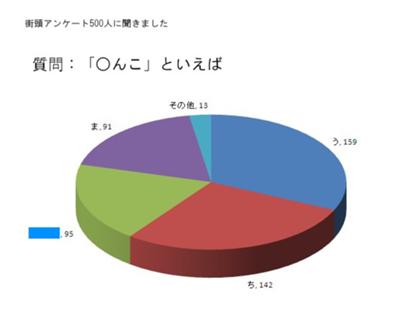 街頭アンケート500人に聞きました
質問：「〇んこ」といえば
その他, 13
ま, 91
う, 159
, 95
ち, 142